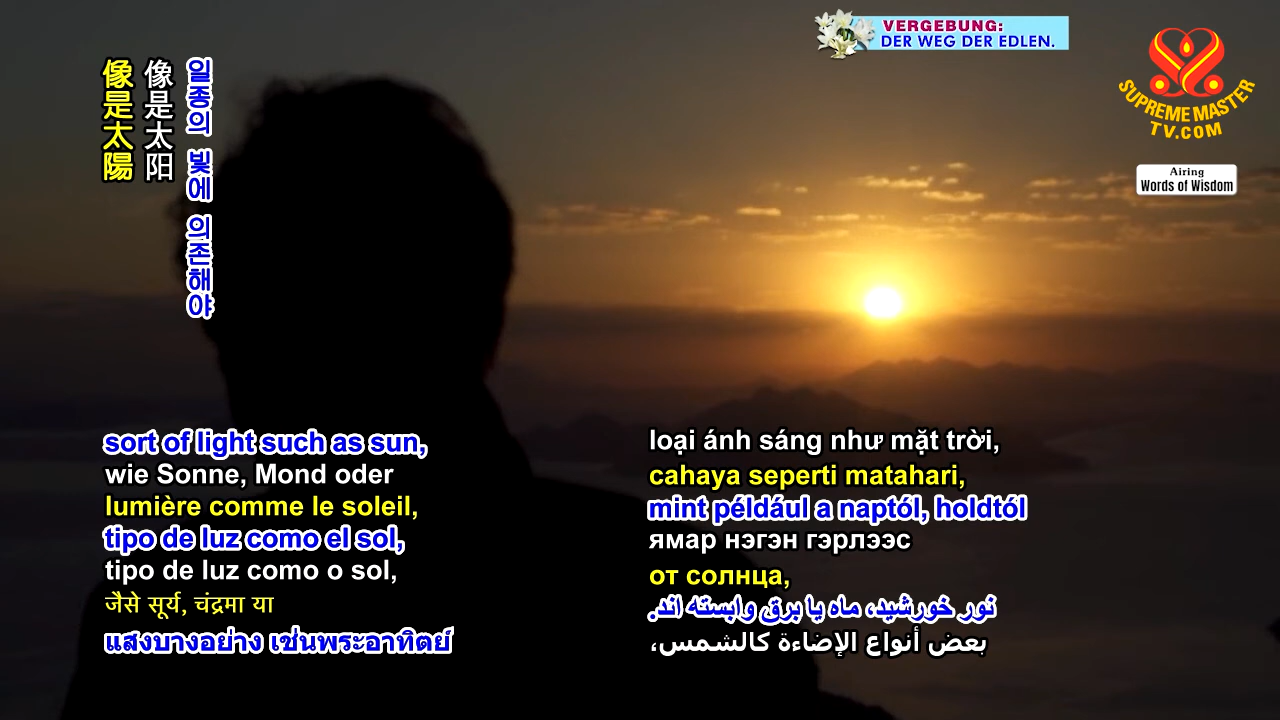 VERGEBUNG:
DER WEG DER EDLEN.
SUPREME MASTER
TV.COM
Airing
Words of Wisdom
像是太陽
像是太阳
일종의 빛에 의존해야
sort of light such as sun,
wie Sonne, Mond oder
lumière comme le soleil,
tipo de luz como el sol,
tipo de luz como o sol,
जैसे सूर्य, चंद्रमा या
แสงบางอย่าง เช่นพระอาทิตย์
loại ánh sáng như mặt trời,
cahaya seperti matahari,
mint például a naptól, holdtól
ямар нэгэн гэрлээс
от солнца,
نور خورشید، ماه یا برق وابسته اند.
بعض أنواع الإضاءة كالشمس،